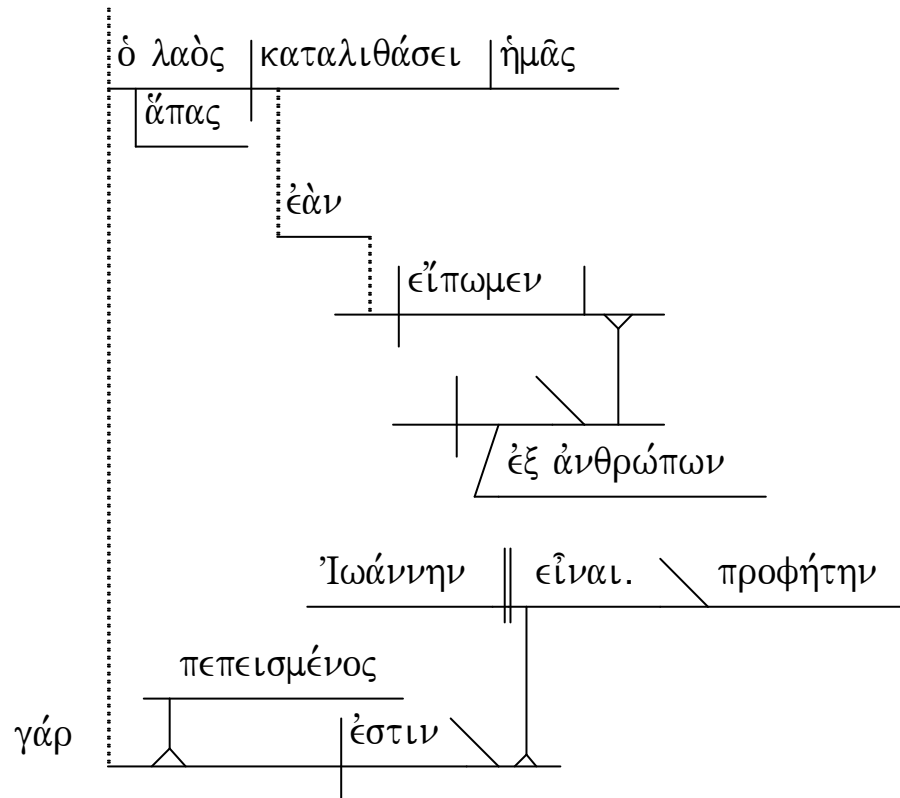 ὁ λαὸς καταλιθάσει ἡμᾶς
ἅπας
ἐὰν
εἴπωμεν
ἐξ ἀνθρώπων
Ἰωάννην εἶναι. προφήτην
πεπεισμένος
γάρ ἐστιν